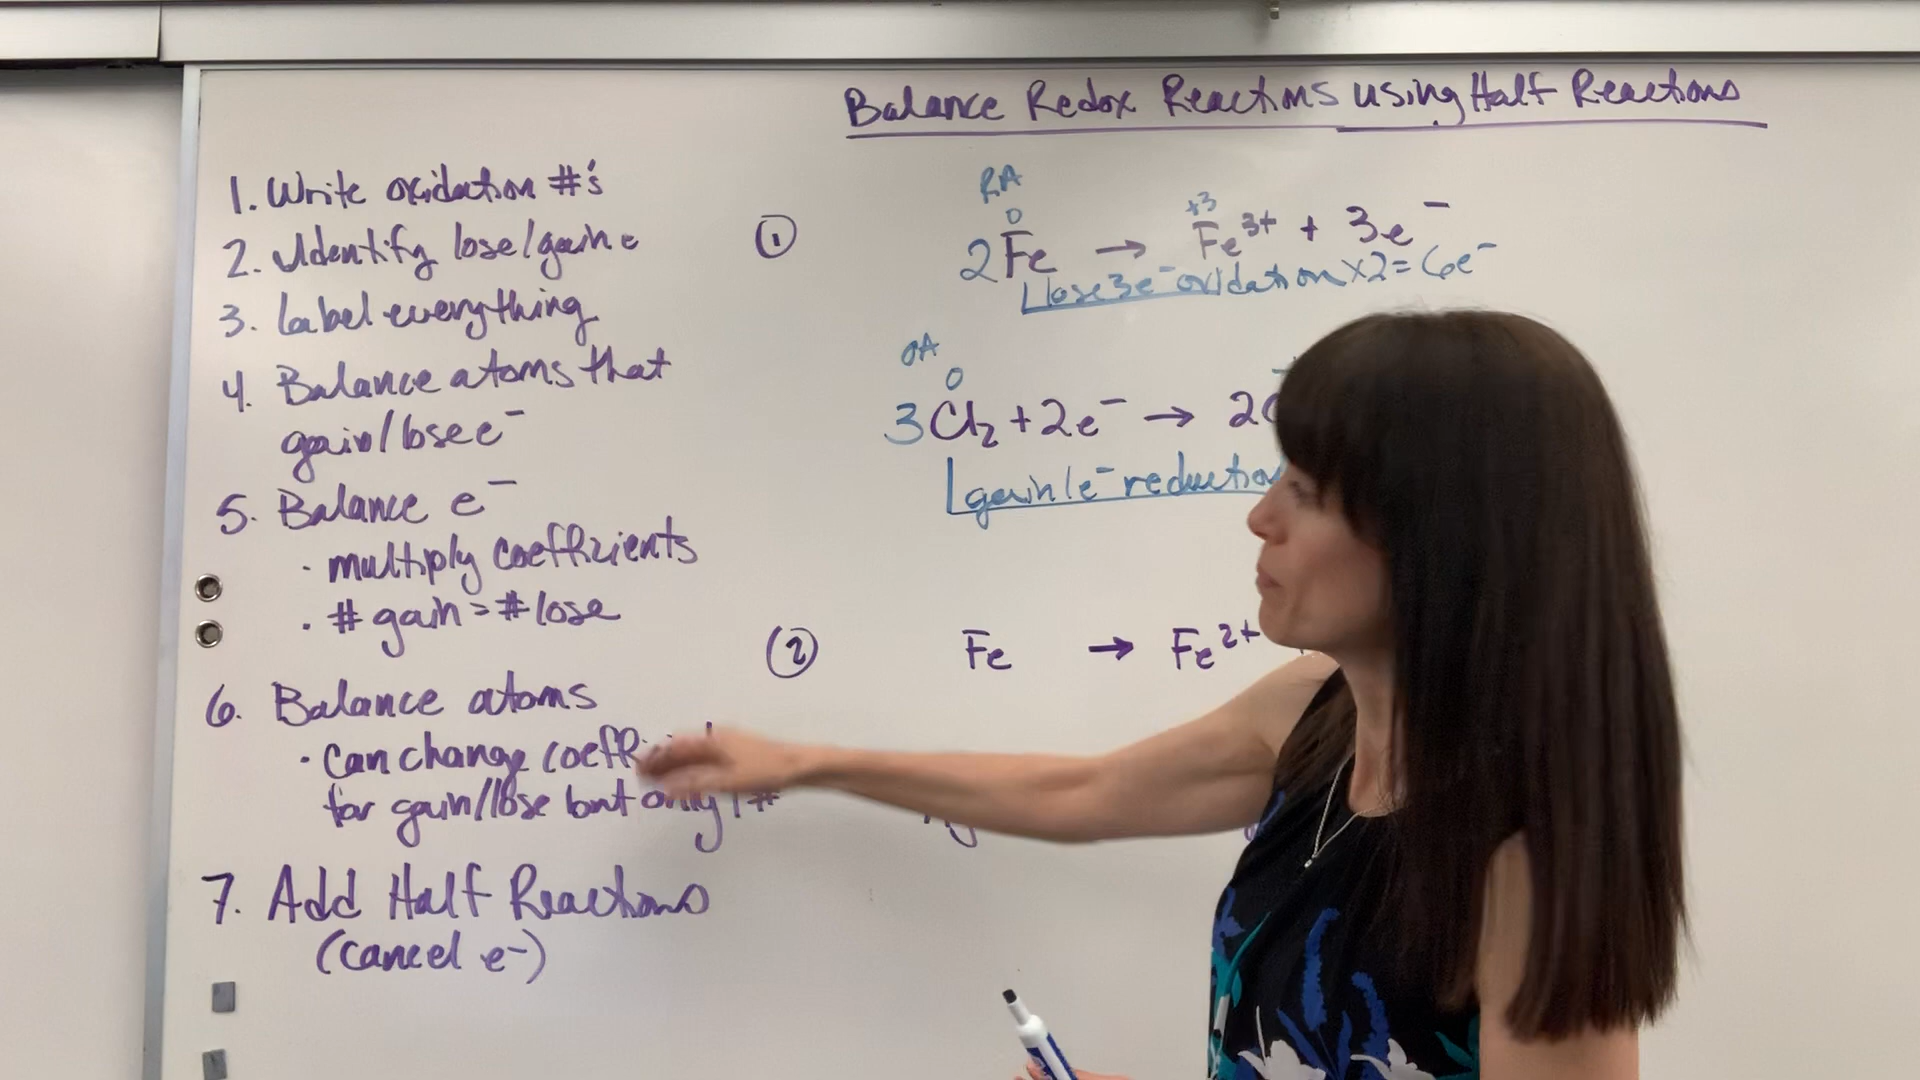 Balance Redox Reactions using Half Reactions
1. Write oxidation #'s
2. Identify lose/gain e
3. Label everything
4. Balance atoms that
gain/lose e⁻
5. Balance e⁻
· multiply coefficients
· # gain = # lose
6. Balance atoms
· Can change
for gain/lose but only 1 #
7. Add Half Reactions
(cancel e-)
①
RA
0 +3
2Fe → Fe³⁺ + 3e⁻
lose 3e⁻ oxidation x2 = 6e⁻
OA
0
3Cl₂ + 2e⁻ → 2
gain 1e⁻ reduction
②
Fe → Fe²⁺